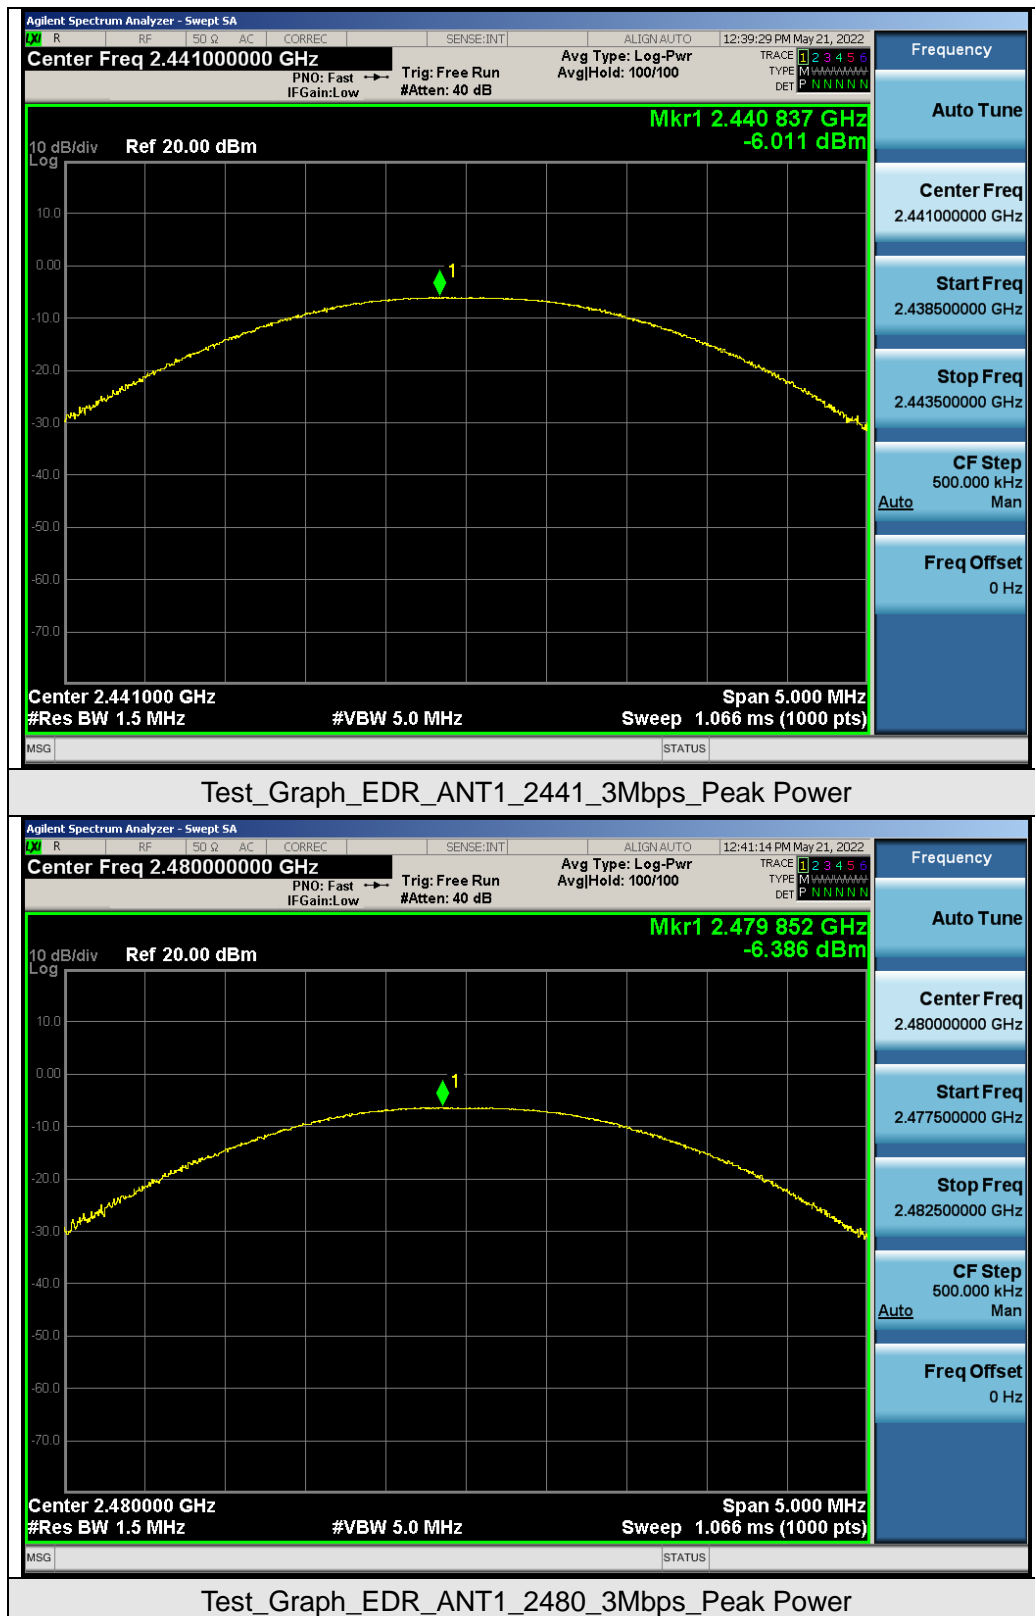 Agilent Spectrum Analyzer - Swept SA
LXI R RF 50 Ω AC CORREC SENSE:INT ALIGN AUTO 12:39:29 PM May 21, 2022
Center Freq 2.441000000 GHz
PNO: Fast
IFGain:Low
Trig: Free Run
#Atten: 40 dB
Avg Type: Log-Pwr
Avg|Hold: 100/100
TRACE 1 2 3 4 5 6
TYPE M WWWWW
DET P N N N N N
Mkr1 2.440 837 GHz
-6.011 dBm
10 dB/div Ref 20.00 dBm
Log
10.0
0.00
1
-10.0
-20.0
-30.0
-40.0
-50.0
-60.0
-70.0
Center 2.441000 GHz Span 5.000 MHz
#Res BW 1.5 MHz #VBW 5.0 MHz Sweep 1.066 ms (1000 pts)
MSG STATUS
Frequency
Auto Tune
Center Freq
2.441000000 GHz
Start Freq
2.438500000 GHz
Stop Freq
2.443500000 GHz
CF Step
500.000 kHz
Auto Man
Freq Offset
0 Hz
Test_Graph_EDR_ANT1_2441_3Mbps_Peak Power
Agilent Spectrum Analyzer - Swept SA
LXI R RF 50 Ω AC CORREC SENSE:INT ALIGN AUTO 12:41:14 PM May 21, 2022
Center Freq 2.480000000 GHz
PNO: Fast
IFGain:Low
Trig: Free Run
#Atten: 40 dB
Avg Type: Log-Pwr
Avg|Hold: 100/100
TRACE 1 2 3 4 5 6
TYPE M WWWWW
DET P N N N N N
Mkr1 2.479 852 GHz
-6.386 dBm
10 dB/div Ref 20.00 dBm
Log
10.0
0.00
1
-10.0
-20.0
-30.0
-40.0
-50.0
-60.0
-70.0
Center 2.480000 GHz Span 5.000 MHz
#Res BW 1.5 MHz #VBW 5.0 MHz Sweep 1.066 ms (1000 pts)
MSG STATUS
Frequency
Auto Tune
Center Freq
2.480000000 GHz
Start Freq
2.477500000 GHz
Stop Freq
2.482500000 GHz
CF Step
500.000 kHz
Auto Man
Freq Offset
0 Hz
Test_Graph_EDR_ANT1_2480_3Mbps_Peak Power